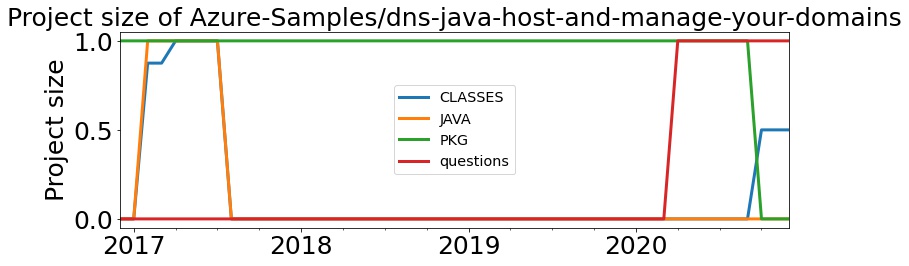 Project size of Azure-Samples/dns-java-host-and-manage-your-domains
Project size
1.0
0.5
0.0
CLASSES
JAVA
PKG
questions
2017 2018 2019 2020